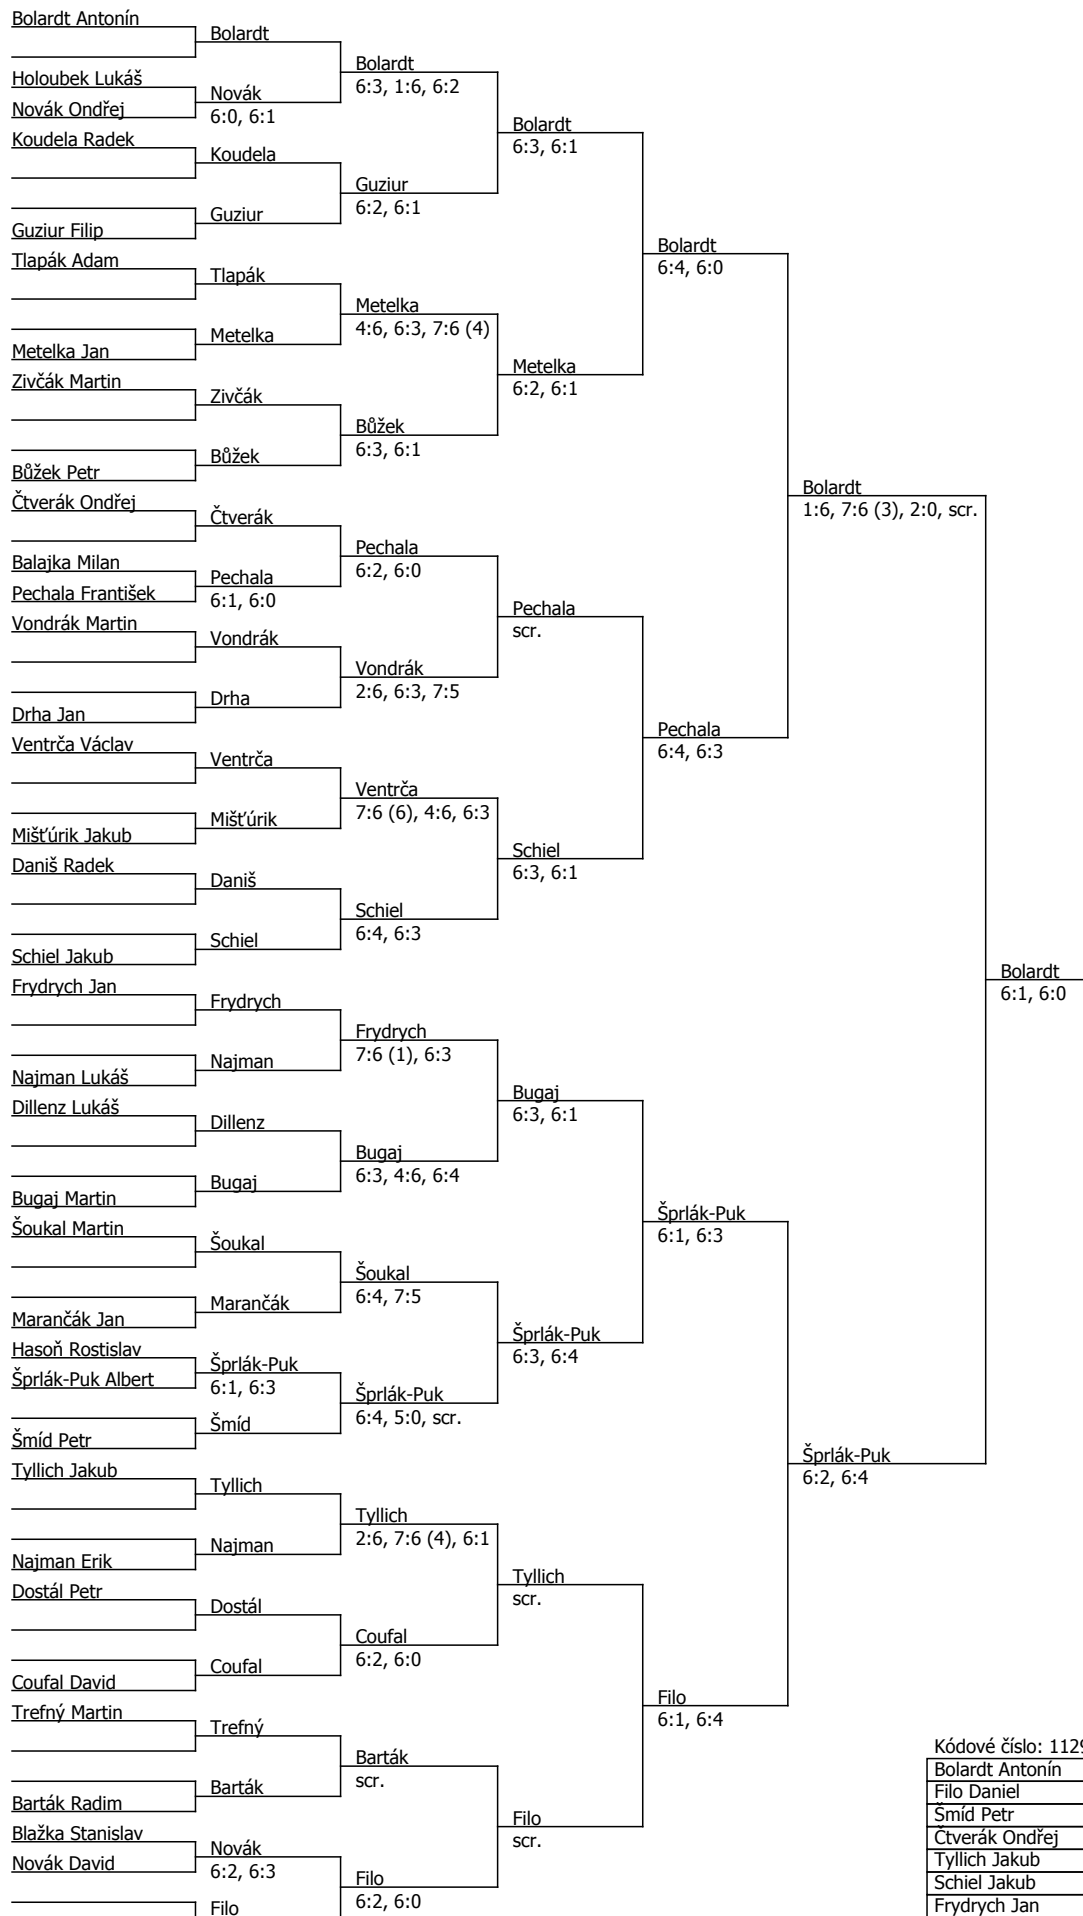 Bolardt Antonín
Holoubek Lukáš
Novák Ondřej
Koudela Radek
Guziur Filip
Tlapák Adam
Metelka Jan
Zivčák Martin
Bůžek Petr
Čtverák Ondřej
Balajka Milan
Pechala František
Vondrák Martin
Drha Jan
Ventrča Václav
Mišťúrik Jakub
Daniš Radek
Schiel Jakub
Frydrych Jan
Najman Lukáš
Dillenz Lukáš
Bugaj Martin
Šoukal Martin
Marančák Jan
Hasoň Rostislav
Šprlák-Puk Albert
Šmíd Petr
Tyllich Jakub
Najman Erik
Dostál Petr
Coufal David
Trefný Martin
Barták Radim
Blažka Stanislav
Novák David
Bolardt
Novák
6:0, 6:1
Koudela
Guziur
Tlapák
Metelka
Zivčák
Bůžek
Čtverák
Pechala
6:1, 6:0
Vondrák
Drha
Ventrča
Mišťúrik
Daniš
Schiel
Frydrych
Najman
Dillenz
Bugaj
Šoukal
Marančák
Šprlák-Puk
6:1, 6:3
Šmíd
Tyllich
Najman
Dostál
Coufal
Trefný
Barták
Novák
6:2, 6:3
Filo
Bolardt
6:3, 1:6, 6:2
Guziur
6:2, 6:1
Metelka
4:6, 6:3, 7:6 (4)
Bůžek
6:3, 6:1
Pechala
6:2, 6:0
Vondrák
2:6, 6:3, 7:5
Ventrča
7:6 (6), 4:6, 6:3
Schiel
6:4, 6:3
Frydrych
7:6 (1), 6:3
Bugaj
6:3, 4:6, 6:4
Šoukal
6:4, 7:5
Šprlák-Puk
6:4, 5:0, scr.
Tyllich
2:6, 7:6 (4), 6:1
Coufal
6:2, 6:0
Barták
scr.
Filo
6:2, 6:0
Bolardt
6:3, 6:1
Metelka
6:2, 6:1
Pechala
scr.
Schiel
6:3, 6:1
Bugaj
6:3, 6:1
Šprlák-Puk
6:3, 6:4
Tyllich
scr.
Filo
scr.
Bolardt
6:4, 6:0
Pechala
6:4, 6:3
Šprlák-Puk
6:1, 6:3
Filo
6:1, 6:4
Bolardt
1:6, 7:6 (3), 2:0, scr.
Šprlák-Puk
6:2, 6:4
Bolardt
6:1, 6:0
Kódové číslo: 1129
Bolardt Antonín
Filo Daniel
Šmíd Petr
Čtverák Ondřej
Tyllich Jakub
Schiel Jakub
Frydrych Jan